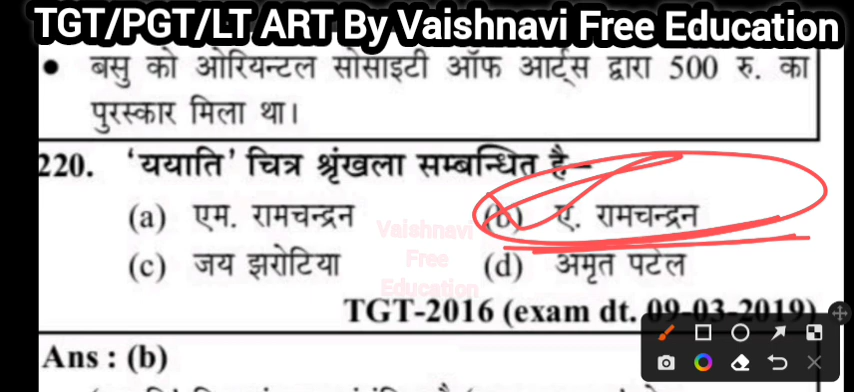 TGT/PGT/LT ART By Vaishnavi Free Education
• बसु को ओरियन्टल सोसाइटी ऑफ आर्ट्स द्वारा 500 रु. का
पुरस्कार मिला था।
220. ‘ययाति’ चित्र श्रृंखला सम्बन्धित है–
(a) एम. रामचन्द्रन (b) ए. रामचन्द्रन
Vaishnavi
(c) जय झरोटिया (d) अमृत पटेल
Free
Education
TGT-2016 (exam dt. 09-03-2019)
Ans : (b)